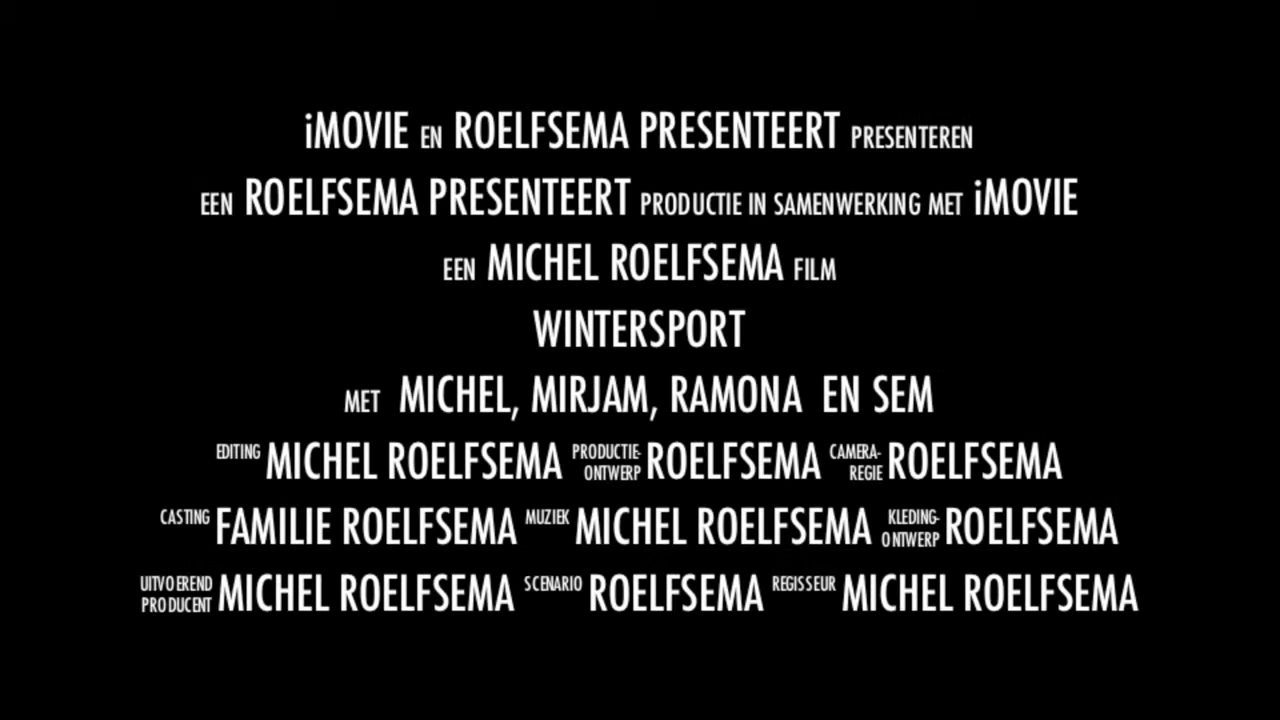 iMOVIE EN ROELFSEMA PRESENTEERT PRESENTEREN
EEN ROELFSEMA PRESENTEERT PRODUCTIE IN SAMENWERKING MET iMOVIE
EEN MICHEL ROELFSEMA FILM
WINTERSPORT
MET MICHEL, MIRJAM, RAMONA EN SEM
EDITING MICHEL ROELFSEMA PRODUCTIE-ONTWERP ROELFSEMA CAMERA-REGIE ROELFSEMA
CASTING FAMILIE ROELFSEMA MUZIEK MICHEL ROELFSEMA KLEDING-ONTWERP ROELFSEMA
UITVOEREND PRODUCENT MICHEL ROELFSEMA SCENARIO ROELFSEMA REGISSEUR MICHEL ROELFSEMA